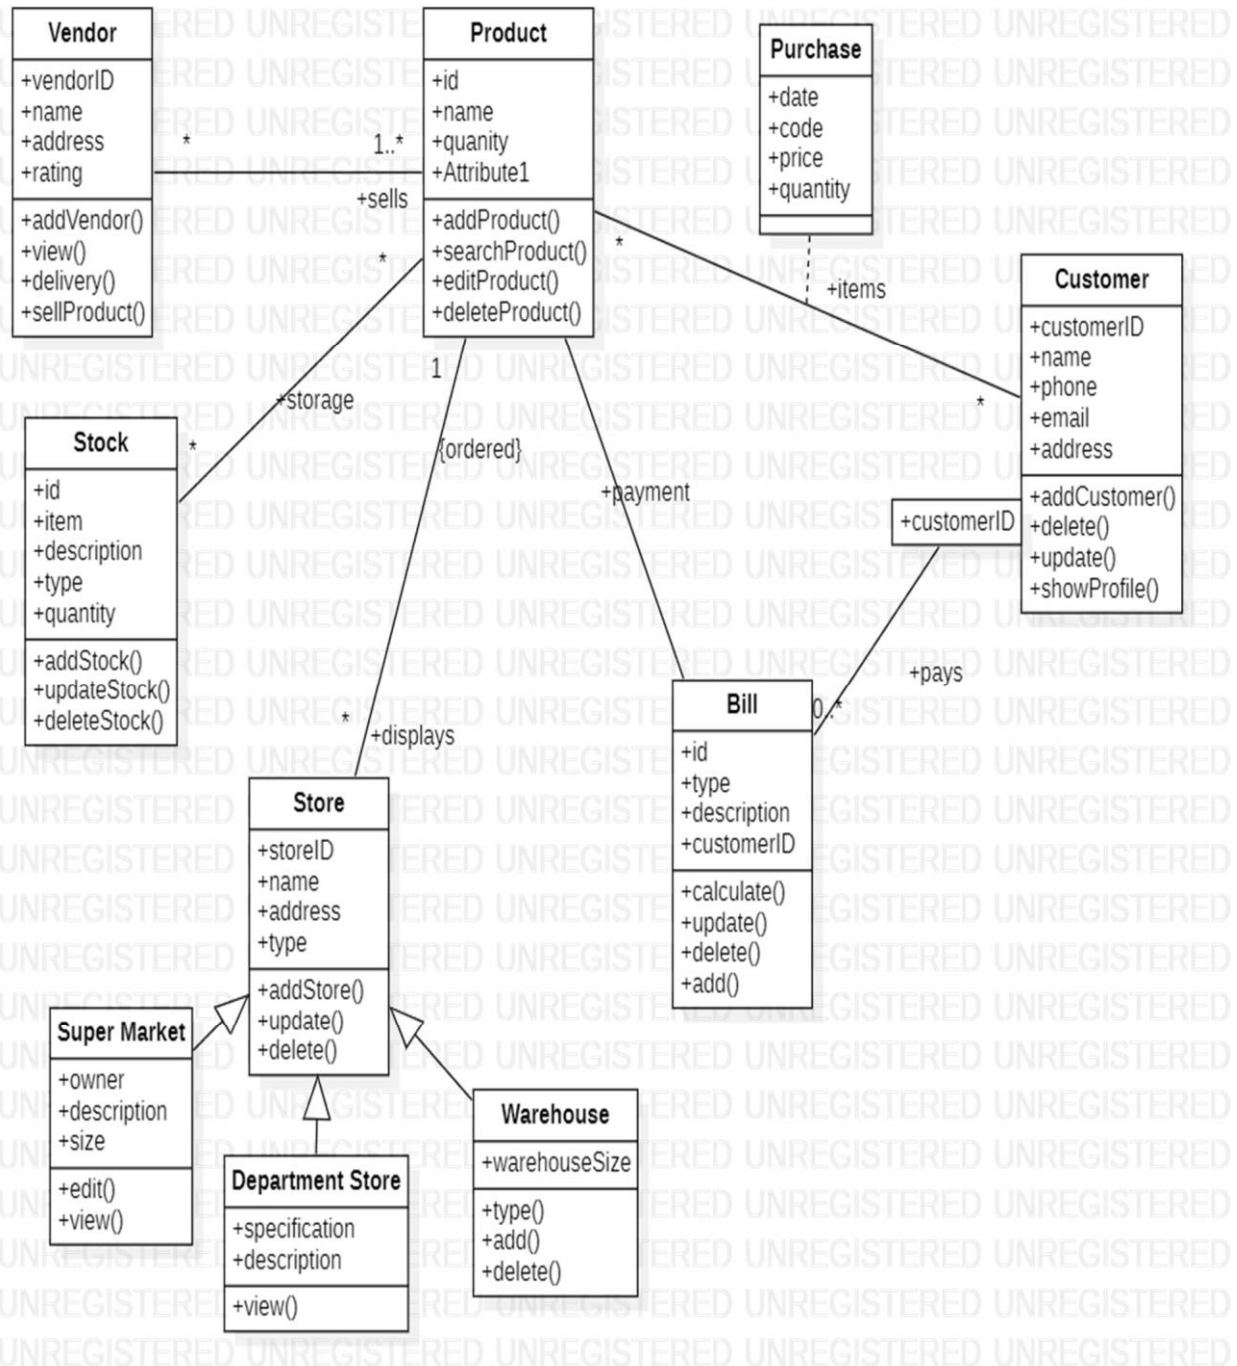 Vendor
+vendorID
+name
+address
+rating
+addVendor()
+view()
+delivery()
+sellProduct()
*
1..*
+sells
Product
+id
+name
+quanity
+Attribute1
+addProduct()
+searchProduct()
+editProduct()
+deleteProduct()
Purchase
+date
+code
+price
+quantity
*
+items
*
Customer
+customerID
+name
+phone
+email
+address
+addCustomer()
+delete()
+update()
+showProfile()
+customerID
*
+storage
*
Stock
+id
+item
+description
+type
+quantity
+addStock()
+updateStock()
+deleteStock()
1
{ordered}
*
+displays
+payment
+pays
0..*
Bill
+id
+type
+description
+customerID
+calculate()
+update()
+delete()
+add()
Store
+storeID
+name
+address
+type
+addStore()
+update()
+delete()
Super Market
+owner
+description
+size
+edit()
+view()
Department Store
+specification
+description
+view()
Warehouse
+warehouseSize
+type()
+add()
+delete()
UNREGISTERED